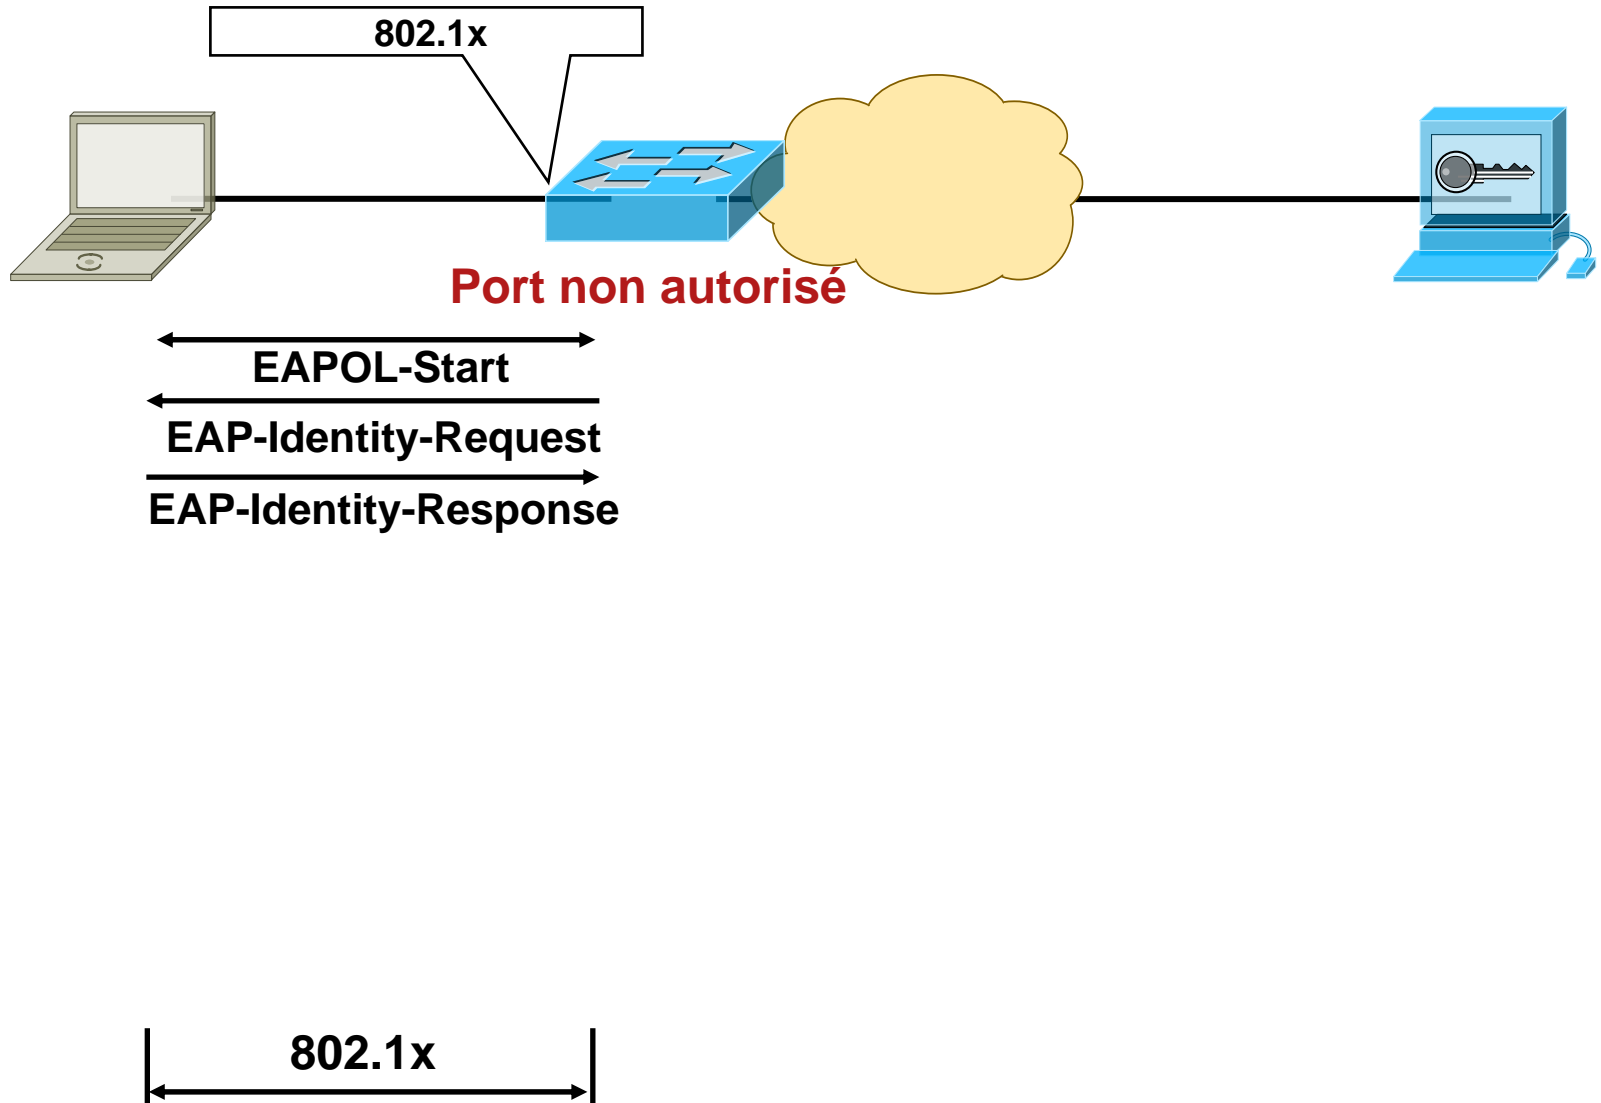 802.1x
Port non autorisé
EAPOL-Start
EAP-Identity-Request
EAP-Identity-Response
802.1x